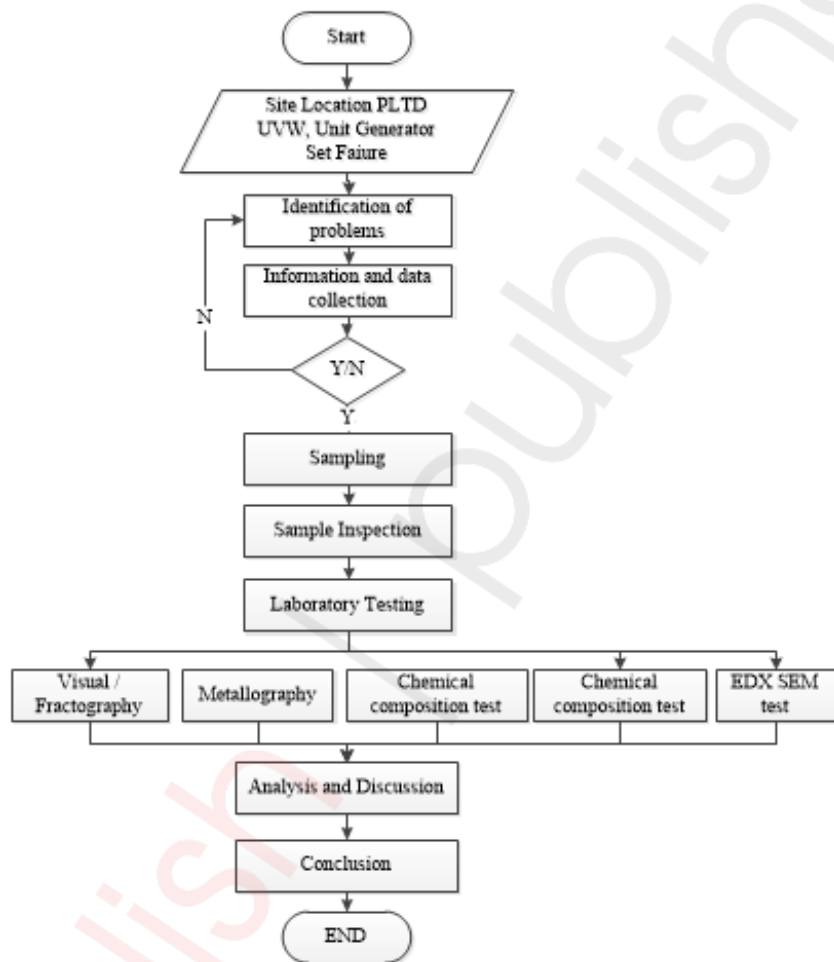 Start
Site Location PLTD
UVW, Unit Generator
Set Faiure
Identification of
problems
Information and data
collection
N
Y/N
Y
Sampling
Sample Inspection
Laboratory Testing
Visual /
Fractography
Metallography
Chemical
composition test
Chemical
composition test
EDX SEM
test
Analysis and Discussion
Conclusion
END
publish
lish